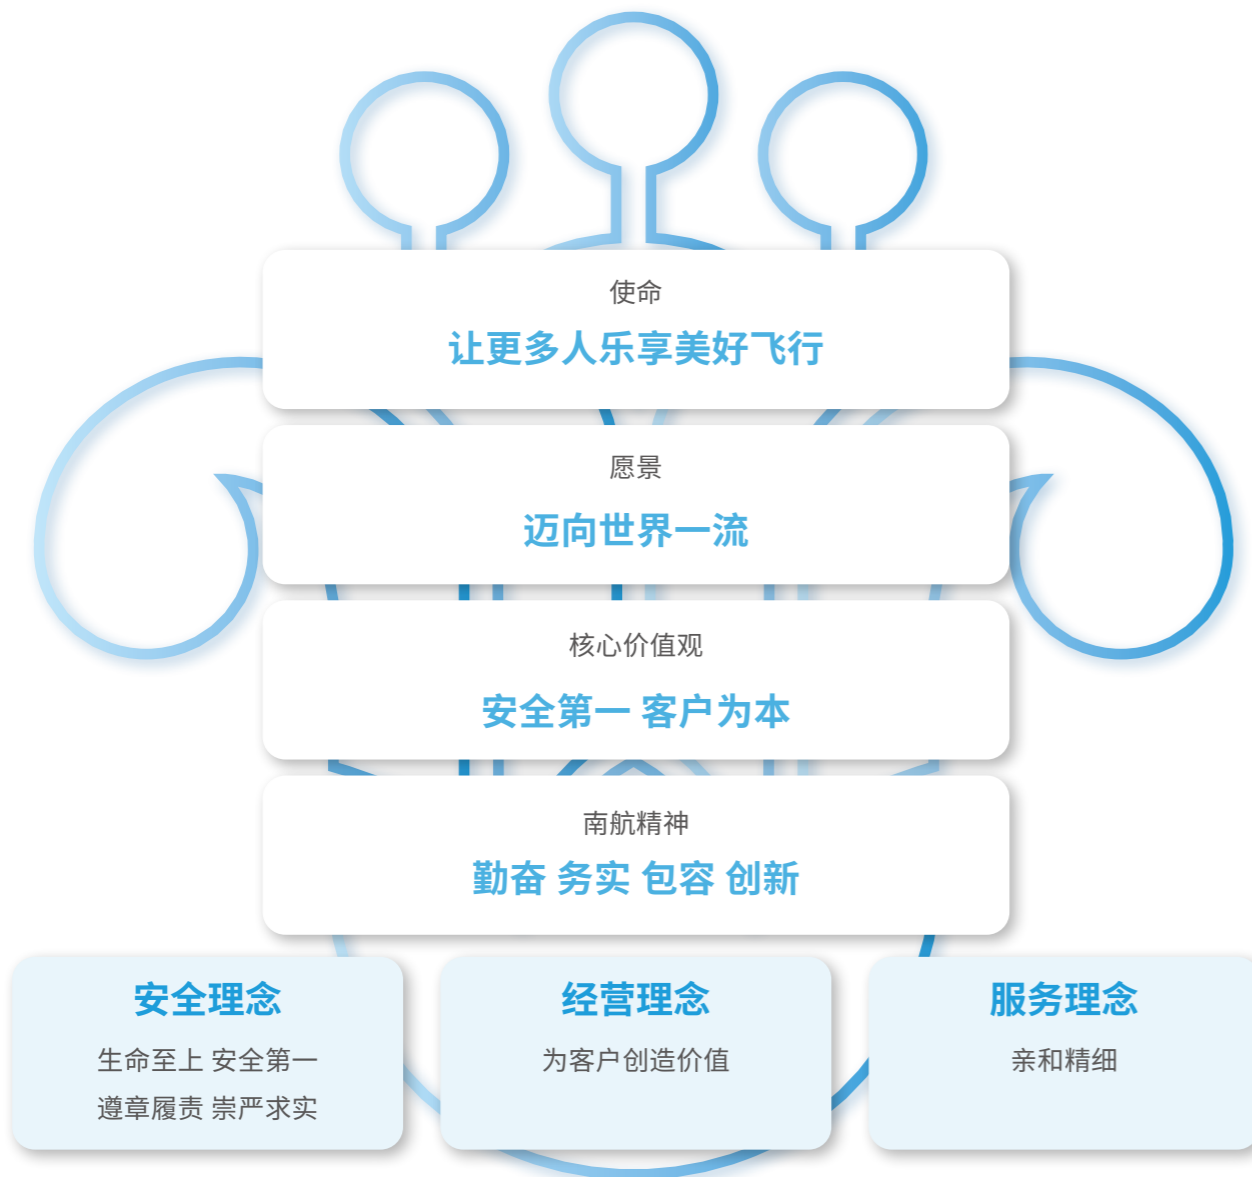 使命
让更多人乐享美好飞行
愿景
迈向世界一流
核心价值观
安全第一 客户为本
南航精神
勤奋 务实 包容 创新
安全理念
生命至上 安全第一
遵章履责 崇严求实
经营理念
为客户创造价值
服务理念
亲和精细